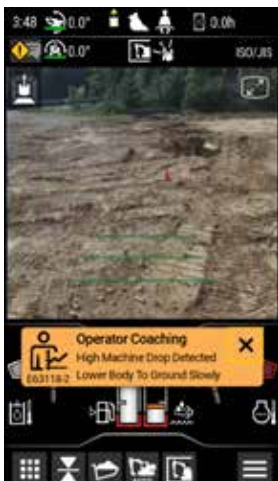 3:48 0.0° 0.0h
0.0° ISO/JIS
Operator Coaching
High Machine Drop Detected
E63118-2 Lower Body To Ground Slowly